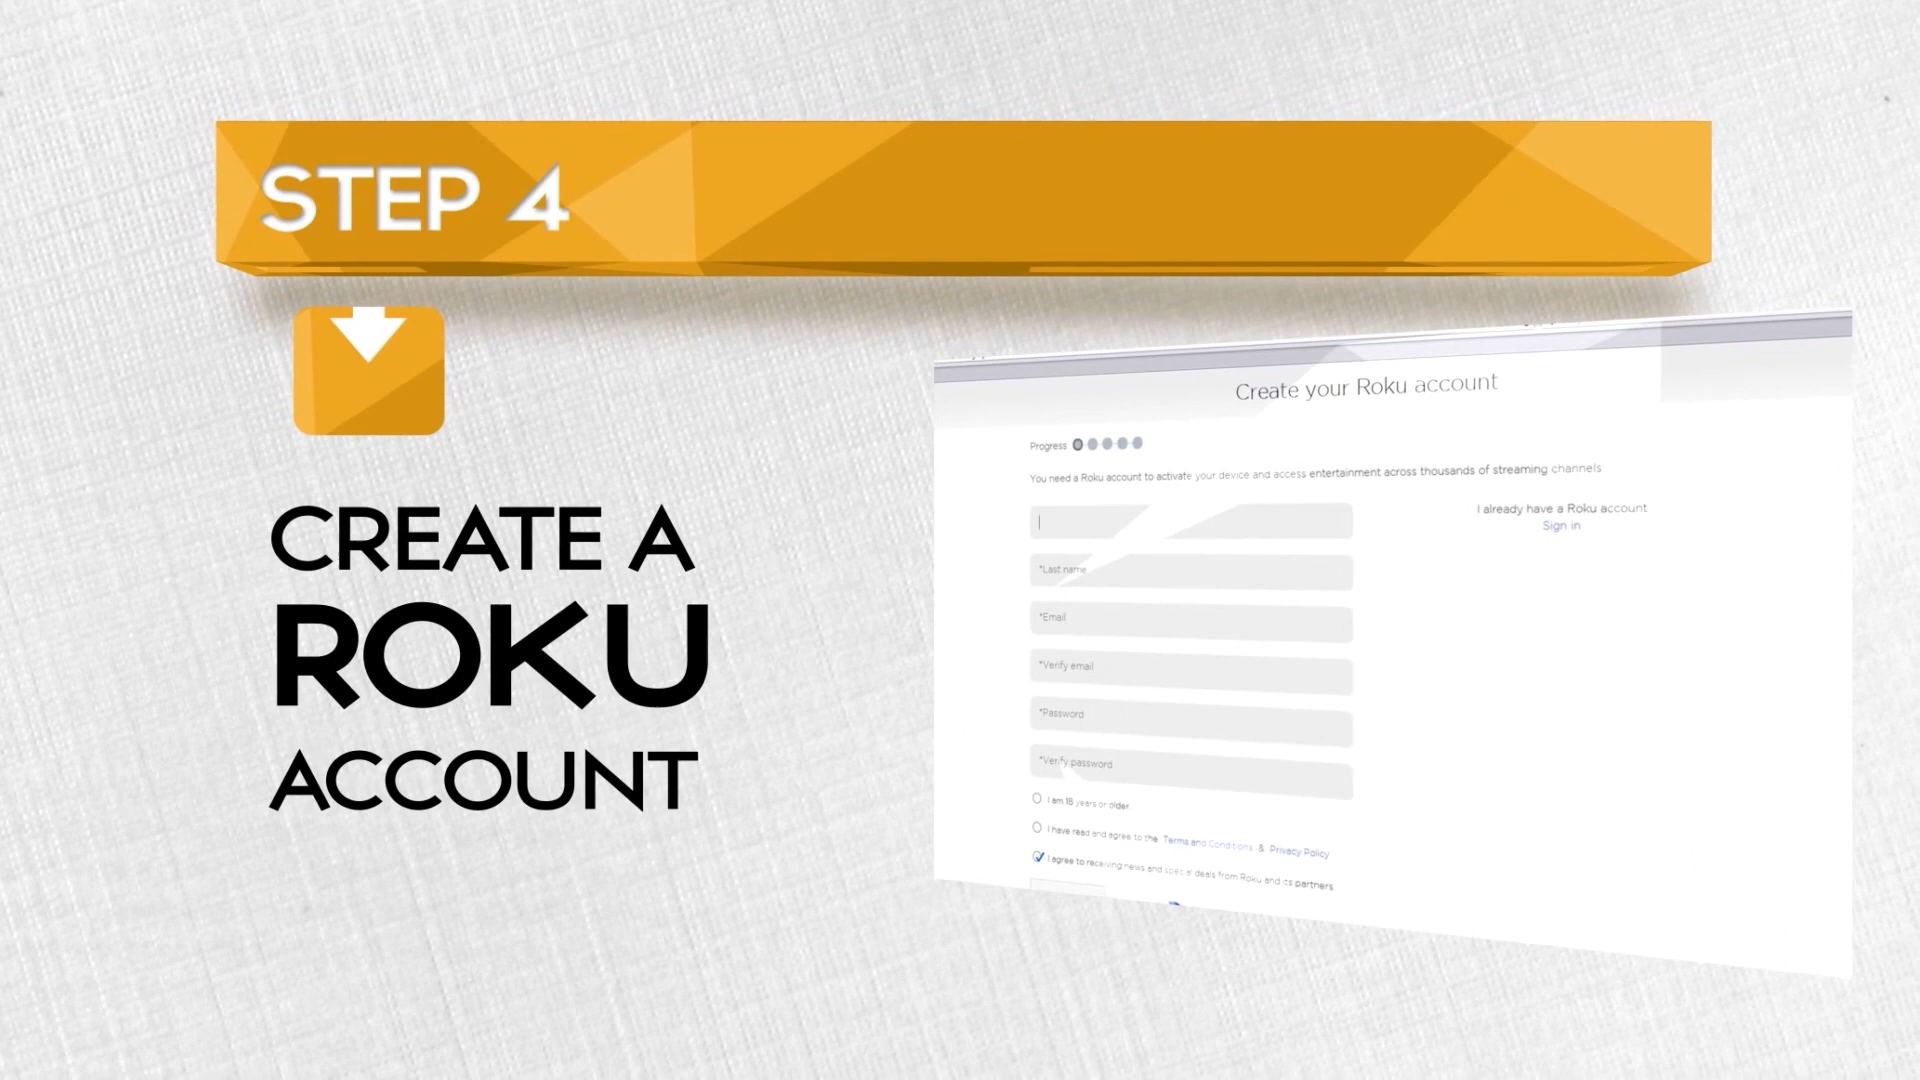 STEP 4
CREATE A
ROKU
ACCOUNT
Create your Roku account
Progress
You need a Roku account to activate your device and access entertainment across thousands of streaming channels
I already have a Roku account
Sign in
*Last name
*Email
*Verify email
*Password
*Verify password
I am 18 years or older.
I have read and agree to the Terms and Conditions & Privacy Policy
I agree to receiving news and special deals from Roku and its partners.